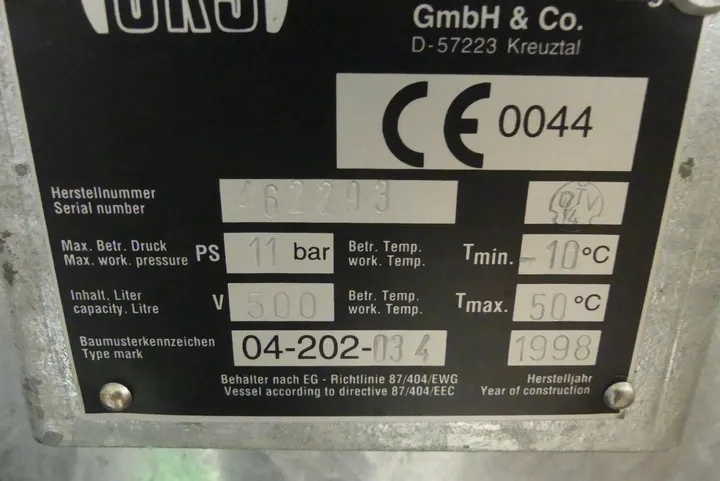 GmbH & Co.
D-57223 Kreuztal
CE 0044
Herstellnummer
Serial number
462293
TÜV
Max. Betr. Druck
Max. work. pressure
PS 11 bar
Betr. Temp.
work. Temp.
Tmin. -10 °C
Inhalt. Liter
capacity. Litre
V 500
Betr. Temp.
work. Temp.
Tmax. 50 °C
Baumusterkennzeichen
Type mark
04-202-034
1998
Behälter nach EG - Richtlinie 87/404/EWG
Vessel according to directive 87/404/EEC
Herstelljahr
Year of construction